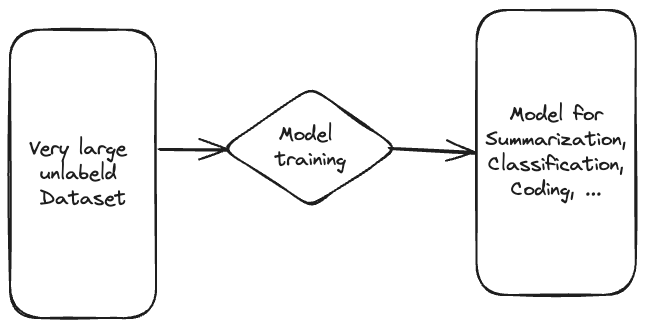 Very large
unlabeld
Dataset
Model
training
Model for
Summarization,
Classification,
Coding, ...